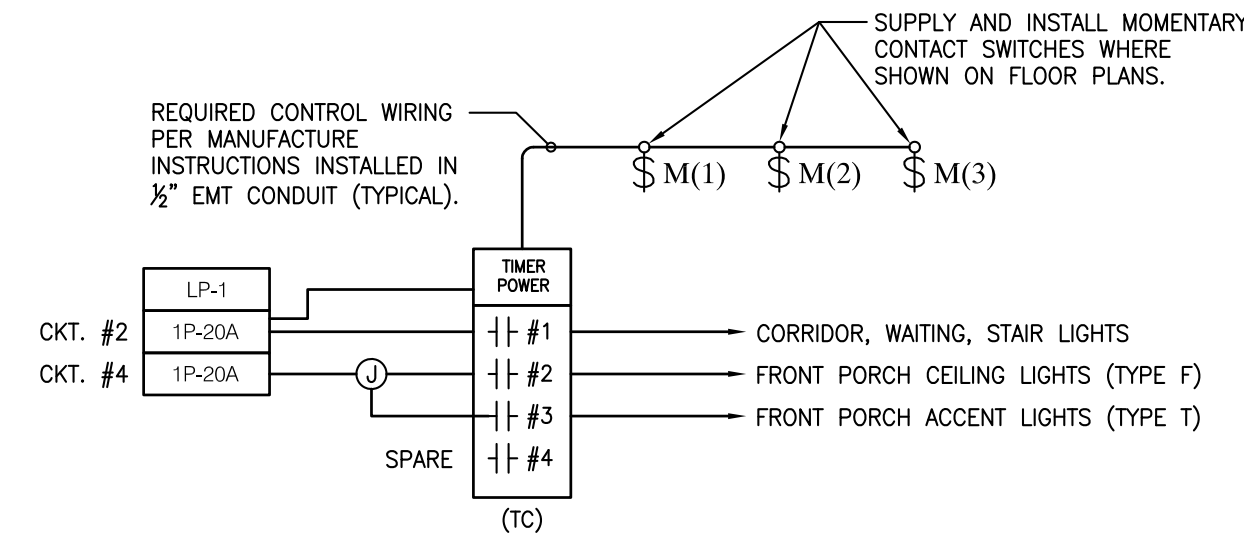 SUPPLY AND INSTALL MOMENTARY
CONTACT SWITCHES WHERE
SHOWN ON FLOOR PLANS.
REQUIRED CONTROL WIRING
PER MANUFACTURE
INSTRUCTIONS INSTALLED IN
½" EMT CONDUIT (TYPICAL).
$ M(1)
$ M(2)
$ M(3)
TIMER
POWER
LP-1
CKT. #2
1P-20A
#1
CORRIDOR, WAITING, STAIR LIGHTS
CKT. #4
1P-20A
J
#2
FRONT PORCH CEILING LIGHTS (TYPE F)
#3
FRONT PORCH ACCENT LIGHTS (TYPE T)
SPARE
#4
(TC)